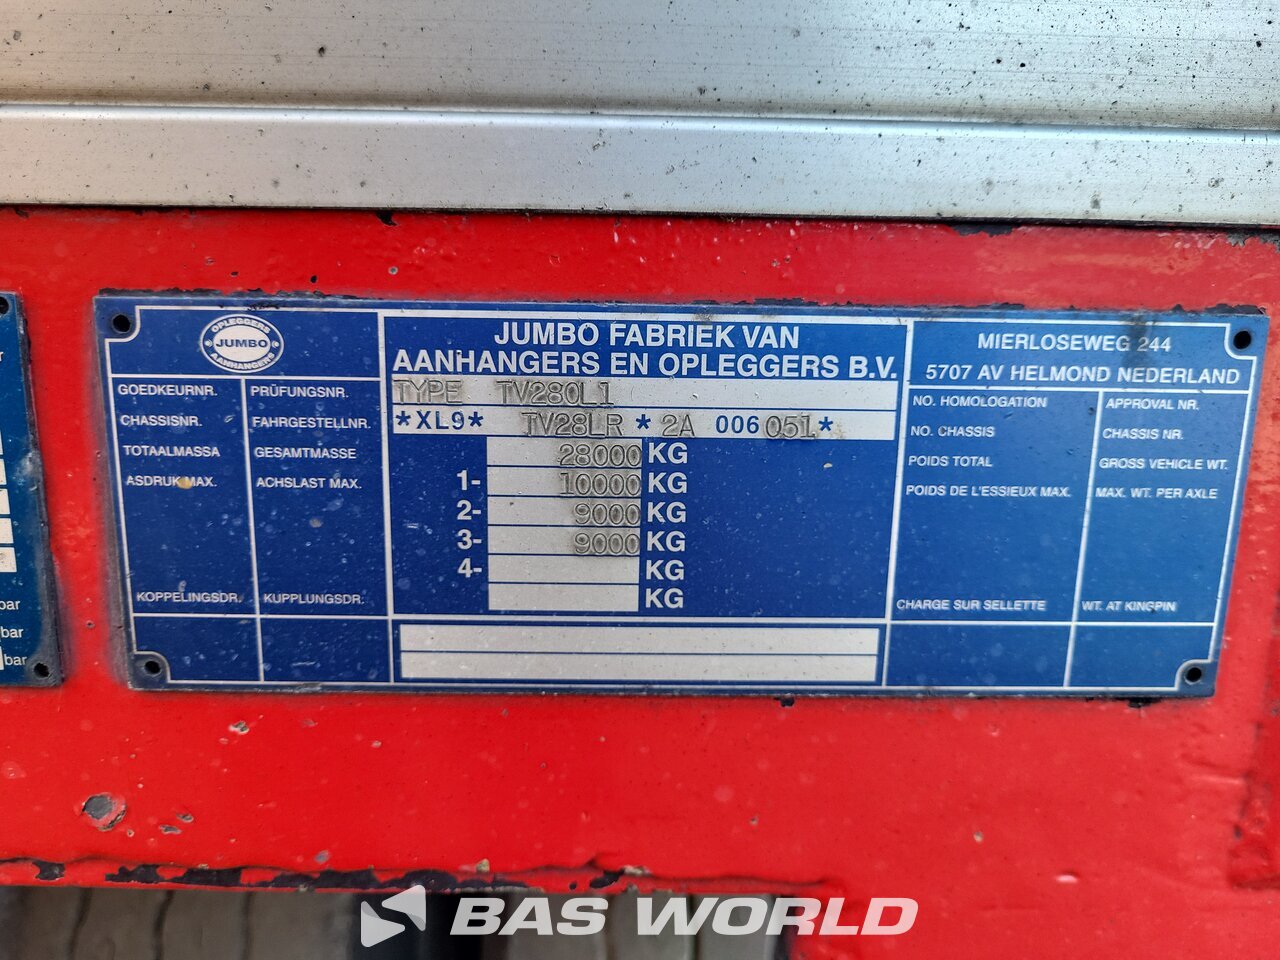 OPLEGGERS
JUMBO
AANHANGERS
JUMBO FABRIEK VAN
AANHANGERS EN OPLEGGERS B.V.
MIERLOSEWEG 244
5707 AV HELMOND NEDERLAND
GOEDKEURNR. PRÜFUNGSNR. TYPE TV280L1 NO. HOMOLOGATION APPROVAL NR.
CHASSISNR. FAHRGESTELLNR. *XL9* TV28LR * 2A 006051* NO. CHASSIS CHASSIS NR.
TOTAALMASSA GESAMTMASSE 28000 KG POIDS TOTAL GROSS VEHICLE WT.
ASDRUK MAX. ACHSLAST MAX. 1- 10000 KG POIDS DE L'ESSIEUX MAX. MAX. WT. PER AXLE
2- 9000 KG
3- 9000 KG
4- KG
KOPPELINGSDR. KUPPLUNGSDR. KG CHARGE SUR SELLETTE WT. AT KINGPIN
bar
bar
bar
BAS WORLD